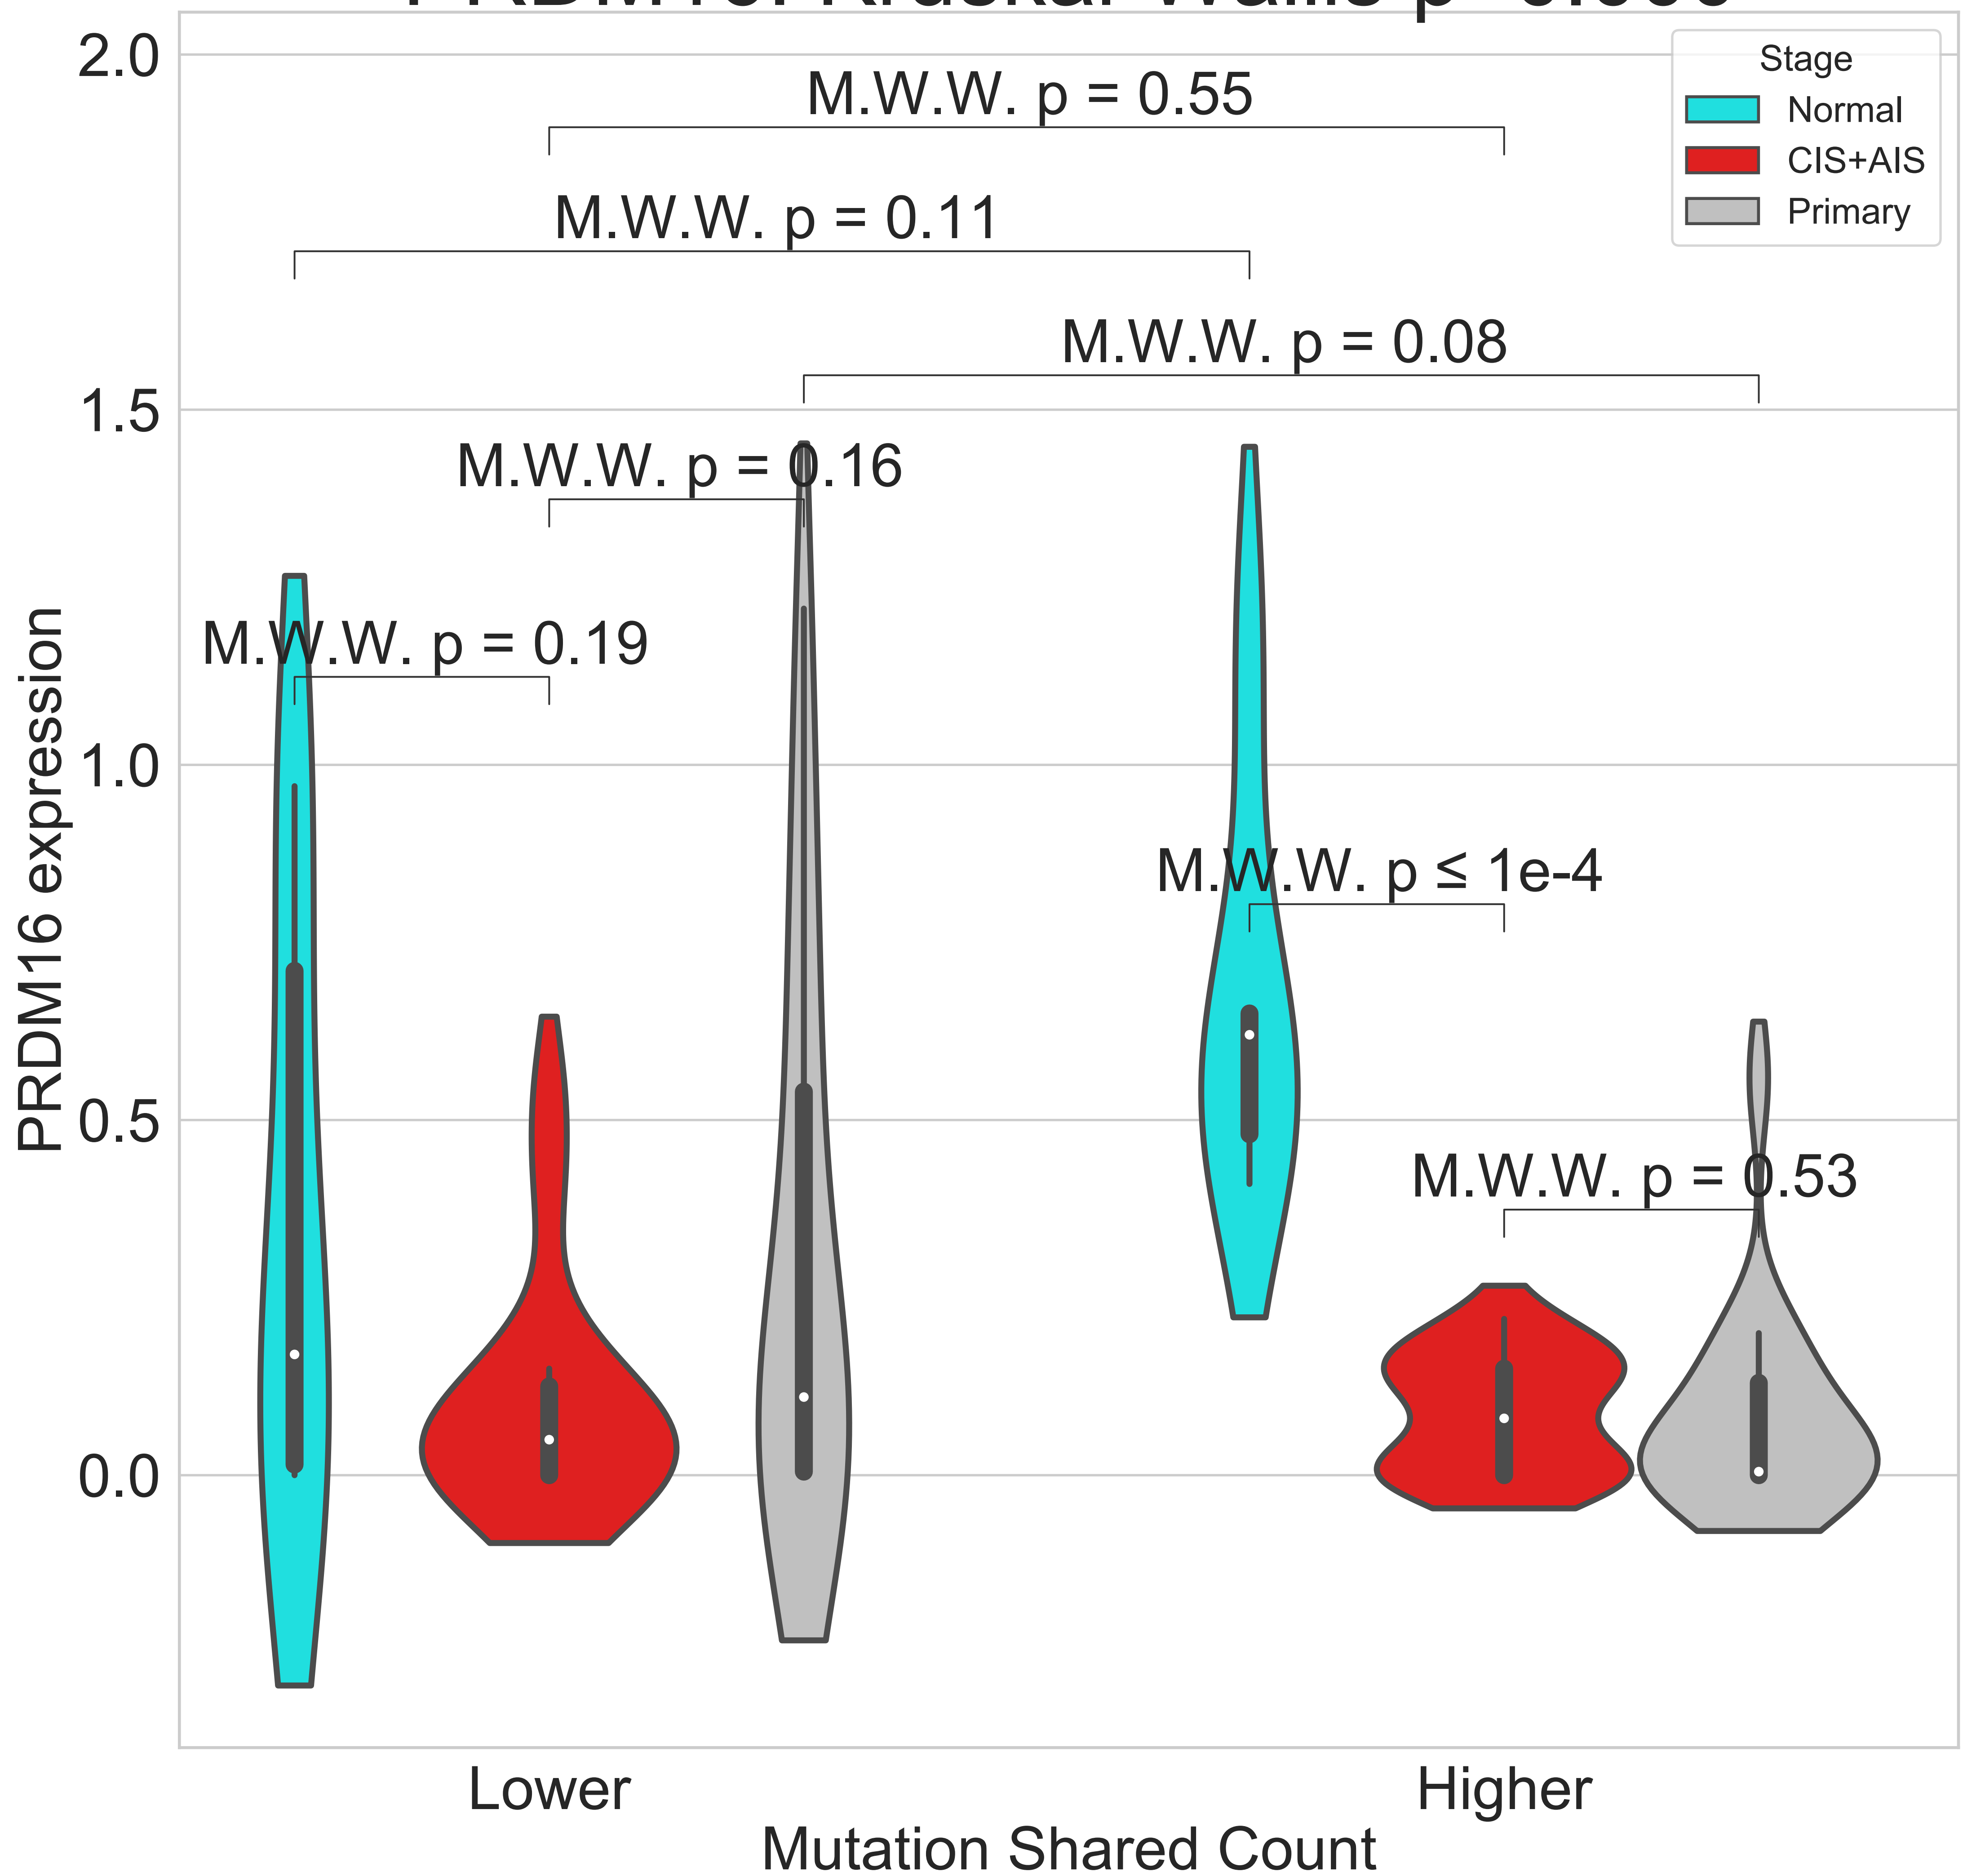 2.0
1.5
1.0
0.5
0.0
PRDM16 expression
Stage
Normal
CIS+AIS
Primary
M.W.W. p = 0.55
M.W.W. p = 0.11
M.W.W. p = 0.08
M.W.W. p = 0.16
M.W.W. p = 0.19
M.W.W. p ≤ 1e-4
M.W.W. p = 0.53
Lower
Higher
Mutation Shared Count